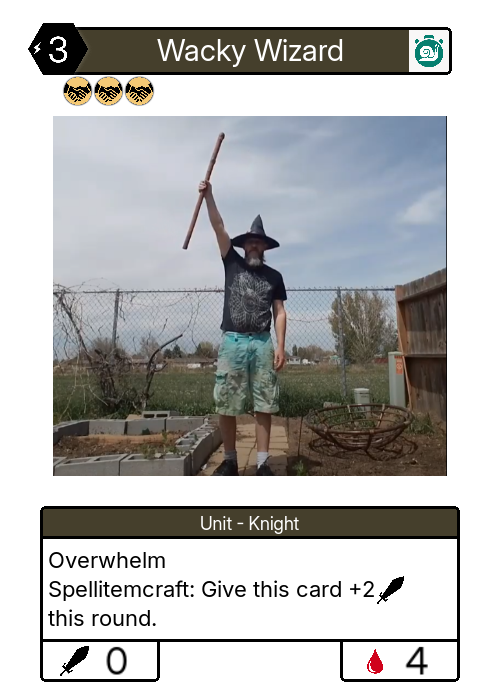 3
Wacky Wizard
Unit - Knight
Overwhelm
Spellitemcraft: Give this card +2
this round.
0
4